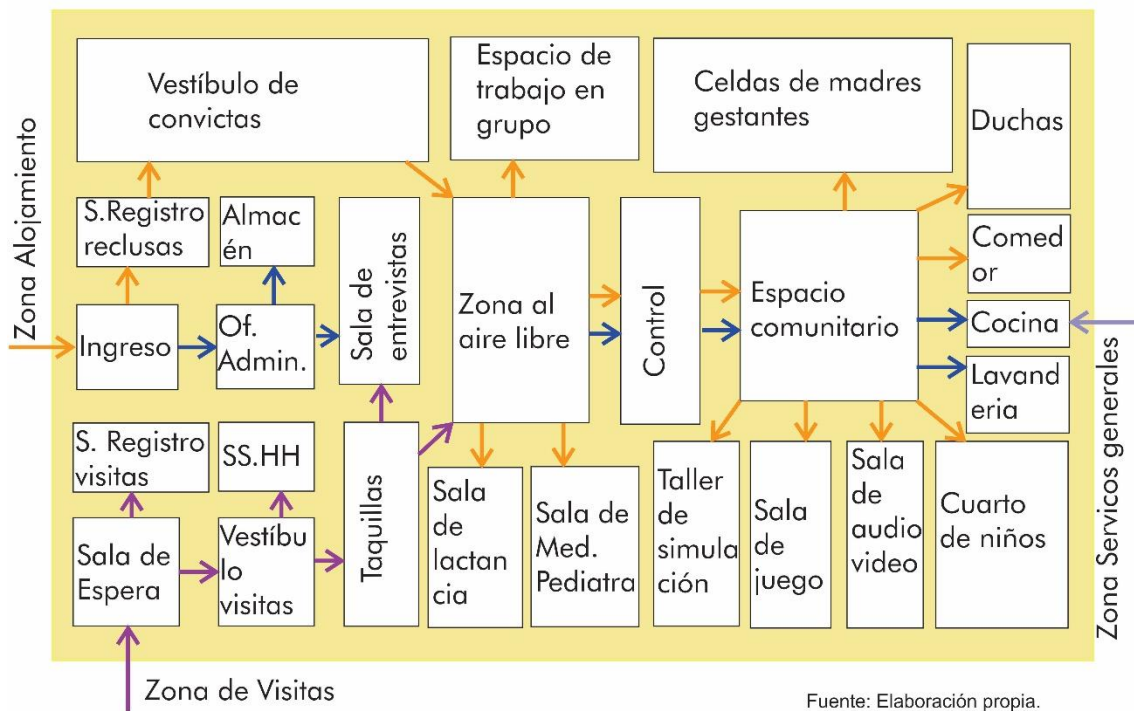 Vestíbulo de
convictas
Espacio de
trabajo en
grupo
Celdas de madres
gestantes
Duchas
Zona Alojamiento
S.Registro
reclusas
Almac
én
Sala de
entrevistas
Zona al
aire libre
Control
Espacio
comunitario
Comed
or
Ingreso
Of.
Admin.
Cocina
Lavand
eria
Zona Servicos generales
S. Registro
visitas
SS.HH
Taquillas
Sala
de
lactan
cia
Sala de
Med.
Pediatra
Taller
de
simula
ción
Sala
de
juego
Sala
de
audio
video
Cuarto
de niños
Sala de
Espera
Vestíbu
lo
visitas
Zona de Visitas
Fuente: Elaboración propia.